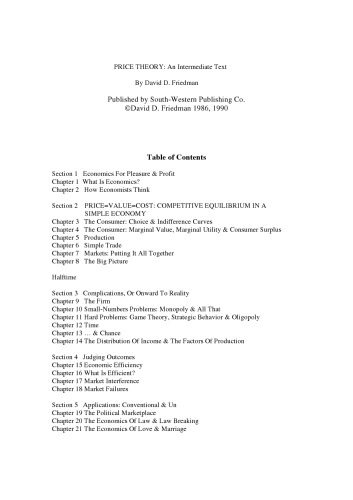 PRICE THEORY: An Intermediate Text
By David D. Friedman
Published by South-Western Publishing Co.
©David D. Friedman 1986, 1990
Table of Contents
Section 1 Economics For Pleasure & Profit
Chapter 1 What Is Economics?
Chapter 2 How Economists Think
Section 2 PRICE=VALUE=COST: COMPETITIVE EQUILIBRIUM IN A
SIMPLE ECONOMY
Chapter 3 The Consumer: Choice & Indifference Curves
Chapter 4 The Consumer: Marginal Value, Marginal Utility & Consumer Surplus
Chapter 5 Production
Chapter 6 Simple Trade
Chapter 7 Markets: Putting It All Together
Chapter 8 The Big Picture
Halftime
Section 3 Complications, Or Onward To Reality
Chapter 9 The Firm
Chapter 10 Small-Numbers Problems: Monopoly & All That
Chapter 11 Hard Problems: Game Theory, Strategic Behavior & Oligopoly
Chapter 12 Time
Chapter 13 ... & Chance
Chapter 14 The Distribution Of Income & The Factors Of Production
Section 4 Judging Outcomes
Chapter 15 Economic Efficiency
Chapter 16 What Is Efficient?
Chapter 17 Market Interference
Chapter 18 Market Failures
Section 5 Applications: Conventional & Un
Chapter 19 The Political Marketplace
Chapter 20 The Economics Of Law & Law Breaking
Chapter 21 The Economics Of Love & Marriage